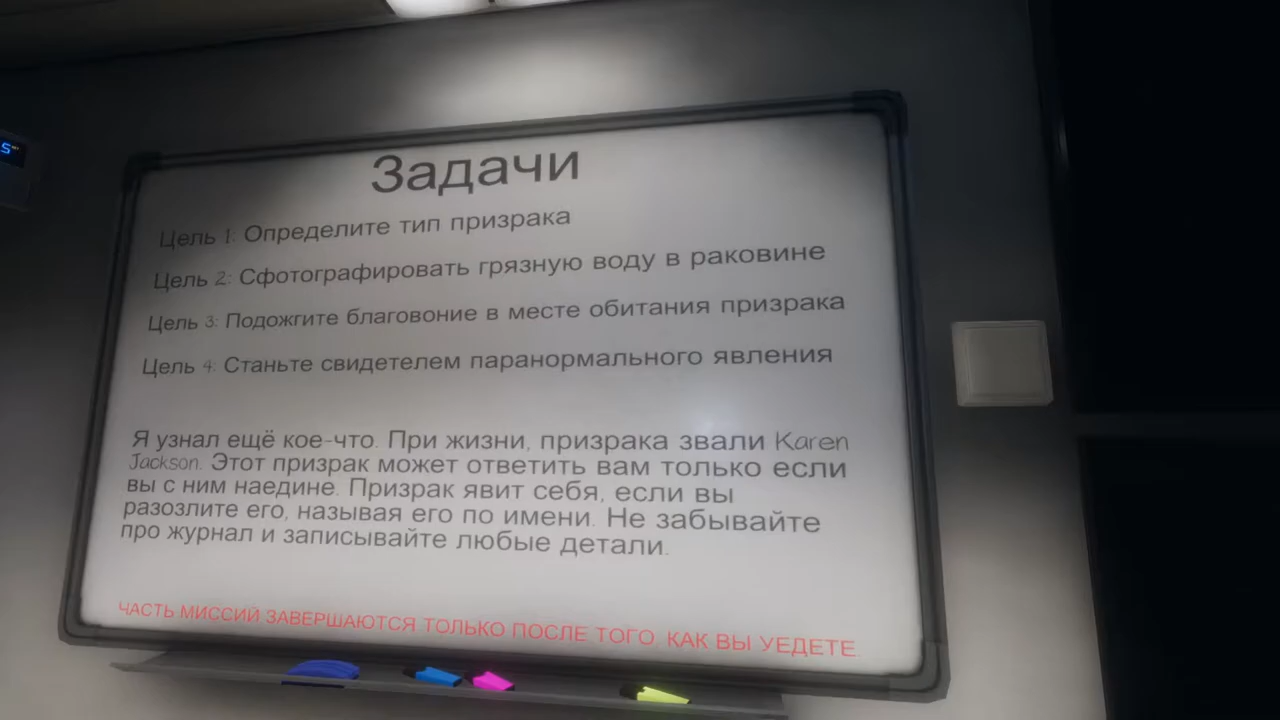 Задачи
Цель 1: Определите тип призрака
Цель 2: Сфотографировать грязную воду в раковине
Цель 3: Подожгите благовоние в месте обитания призрака
Цель 4: Станьте свидетелем паранормального явления
Я узнал ещё кое-что. При жизни, призрака звали Karen
Jackson. Этот призрак может ответить вам только если
вы с ним наедине. Призрак явит себя, если вы
разозлите его, называя его по имени. Не забывайте
про журнал и записывайте любые детали.
ЧАСТЬ МИССИЙ ЗАВЕРШАЮТСЯ ТОЛЬКО ПОСЛЕ ТОГО, КАК ВЫ УЕДЕТЕ.